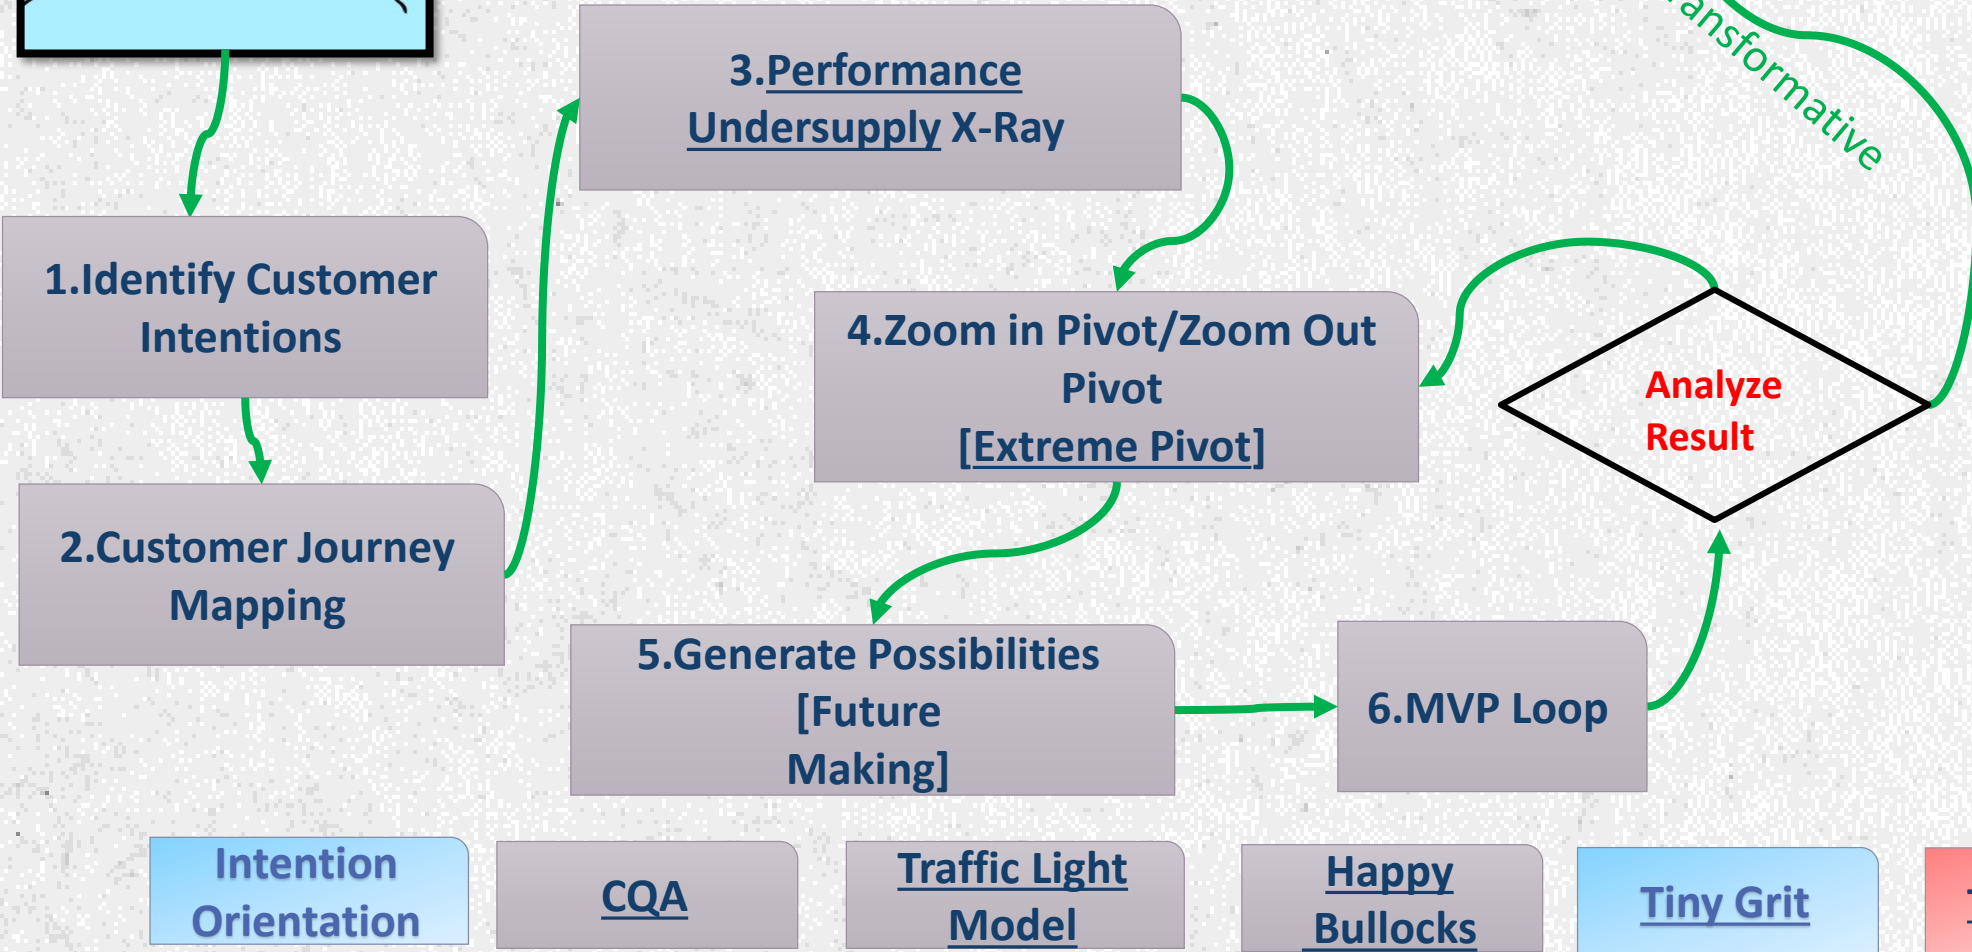 Transformative
3.Performance
Undersupply X-Ray
1.Identify Customer
Intentions
4.Zoom in Pivot/Zoom Out
Pivot
[Extreme Pivot]
Analyze
Result
2.Customer Journey
Mapping
5.Generate Possibilities
[Future
Making]
6.MVP Loop
Intention
Orientation
CQA
Traffic Light
Model
Happy
Bullocks
Tiny Grit